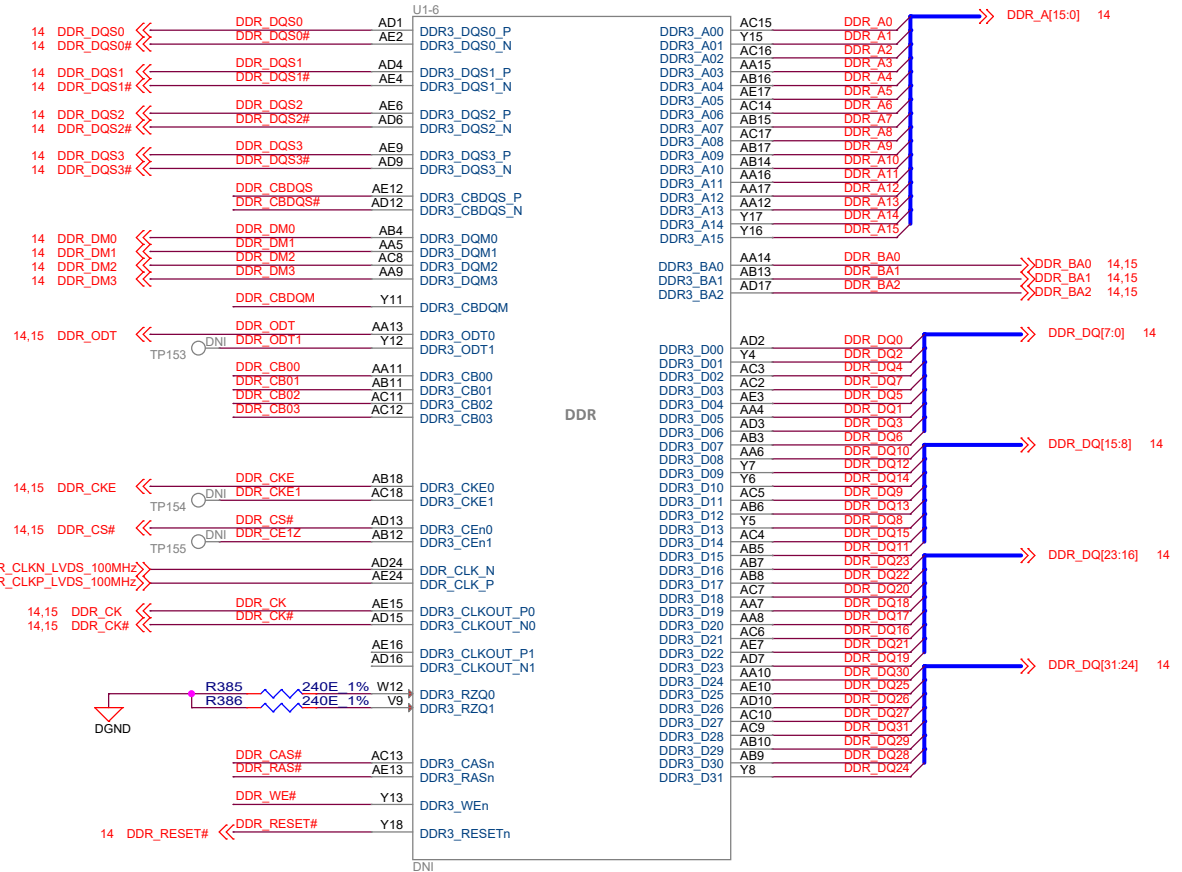 U1-6
14 DDR_DQS0 DDR_DQS0 AD1 DDR3_DQS0_P
14 DDR_DQS0# DDR_DQS0# AE2 DDR3_DQS0_N
14 DDR_DQS1 DDR_DQS1 AD4 DDR3_DQS1_P
14 DDR_DQS1# DDR_DQS1# AE4 DDR3_DQS1_N
14 DDR_DQS2 DDR_DQS2 AE6 DDR3_DQS2_P
14 DDR_DQS2# DDR_DQS2# AD6 DDR3_DQS2_N
14 DDR_DQS3 DDR_DQS3 AE9 DDR3_DQS3_P
14 DDR_DQS3# DDR_DQS3# AD9 DDR3_DQS3_N
DDR_CBDQS AE12 DDR3_CBDQS_P
DDR_CBDQS# AD12 DDR3_CBDQS_N
14 DDR_DM0 DDR_DM0 AB4 DDR3_DQM0
14 DDR_DM1 DDR_DM1 AA5 DDR3_DQM1
14 DDR_DM2 DDR_DM2 AC8 DDR3_DQM2
14 DDR_DM3 DDR_DM3 AA9 DDR3_DQM3
DDR_CBDQM Y11 DDR3_CBDQM
14,15 DDR_ODT DDR_ODT AA13 DDR3_ODT0
TP153 DNI DDR_ODT1 Y12 DDR3_ODT1
DDR_CB00 AA11 DDR3_CB00
DDR_CB01 AB11 DDR3_CB01
DDR_CB02 AC11 DDR3_CB02
DDR_CB03 AC12 DDR3_CB03
14,15 DDR_CKE DDR_CKE AB18 DDR3_CKE0
TP154 DNI DDR_CKE1 AC18 DDR3_CKE1
14,15 DDR_CS# DDR_CS# AD13 DDR3_CEn0
TP155 DNI DDR_CE1Z AB12 DDR3_CEn1
R_CLKN_LVDS_100MHz AD24 DDR_CLK_N
R_CLKP_LVDS_100MHz AE24 DDR_CLK_P
14,15 DDR_CK DDR_CK AE15 DDR3_CLKOUT_P0
14,15 DDR_CK# DDR_CK# AD15 DDR3_CLKOUT_N0
AE16 DDR3_CLKOUT_P1
AD16 DDR3_CLKOUT_N1
R385 240E_1% W12 DDR3_RZQ0
R386 240E_1% V9 DDR3_RZQ1
DGND
DDR_CAS# AC13 DDR3_CASn
DDR_RAS# AE13 DDR3_RASn
DDR_WE# Y13 DDR3_WEn
14 DDR_RESET# DDR_RESET# Y18 DDR3_RESETn
DDR
DNI
DDR3_A00 AC15 DDR_A0
DDR3_A01 Y15 DDR_A1
DDR3_A02 AC16 DDR_A2
DDR3_A03 AA15 DDR_A3
DDR3_A04 AB16 DDR_A4
DDR3_A05 AE17 DDR_A5
DDR3_A06 AC14 DDR_A6
DDR3_A07 AB15 DDR_A7
DDR3_A08 AC17 DDR_A8
DDR3_A09 AB17 DDR_A9
DDR3_A10 AB14 DDR_A10
DDR3_A11 AA16 DDR_A11
DDR3_A12 AA17 DDR_A12
DDR3_A13 AA12 DDR_A13
DDR3_A14 Y17 DDR_A14
DDR3_A15 Y16 DDR_A15
DDR_A[15:0] 14
DDR3_BA0 AA14 DDR_BA0 DDR_BA0 14,15
DDR3_BA1 AB13 DDR_BA1 DDR_BA1 14,15
DDR3_BA2 AD17 DDR_BA2 DDR_BA2 14,15
DDR_DQ[7:0] 14
DDR3_D00 AD2 DDR_DQ0
DDR3_D01 Y4 DDR_DQ2
DDR3_D02 AC3 DDR_DQ4
DDR3_D03 AC2 DDR_DQ7
DDR3_D04 AE3 DDR_DQ5
DDR3_D05 AA4 DDR_DQ1
DDR3_D06 AD3 DDR_DQ3
DDR3_D07 AB3 DDR_DQ6
DDR_DQ[15:8] 14
DDR3_D08 AA6 DDR_DQ10
DDR3_D09 Y7 DDR_DQ12
DDR3_D10 Y6 DDR_DQ14
DDR3_D11 AC5 DDR_DQ9
DDR3_D12 AB6 DDR_DQ13
DDR3_D13 Y5 DDR_DQ8
DDR3_D14 AC4 DDR_DQ15
DDR3_D15 AB5 DDR_DQ11
DDR_DQ[23:16] 14
DDR3_D16 AB7 DDR_DQ23
DDR3_D17 AB8 DDR_DQ22
DDR3_D18 AC7 DDR_DQ20
DDR3_D19 AA7 DDR_DQ18
DDR3_D20 AA8 DDR_DQ17
DDR3_D21 AC6 DDR_DQ16
DDR3_D22 AE7 DDR_DQ21
DDR3_D23 AD7 DDR_DQ19
DDR_DQ[31:24] 14
DDR3_D24 AA10 DDR_DQ30
DDR3_D25 AE10 DDR_DQ25
DDR3_D26 AD10 DDR_DQ26
DDR3_D27 AC10 DDR_DQ27
DDR3_D28 AC9 DDR_DQ31
DDR3_D29 AB10 DDR_DQ29
DDR3_D30 AB9 DDR_DQ28
DDR3_D31 Y8 DDR_DQ24